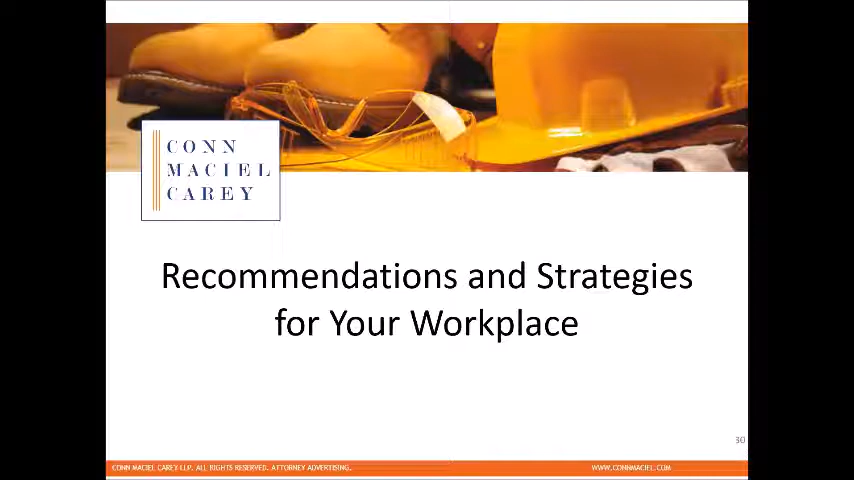 CONN
MACIEL
CAREY
Recommendations and Strategies
for Your Workplace
30
CONN MACIEL CAREY LLP. ALL RIGHTS RESERVED. ATTORNEY ADVERTISING.
WWW.CONNMACIEL.COM